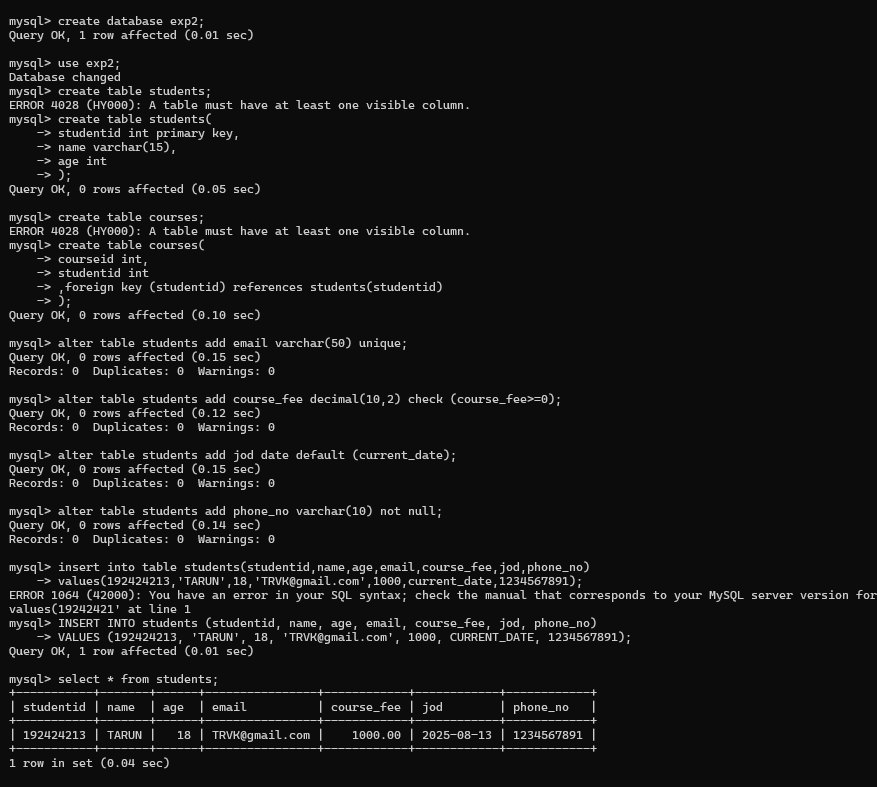 mysql> create database exp2;
Query OK, 1 row affected (0.01 sec)
mysql> use exp2;
Database changed
mysql> create table students;
ERROR 4028 (HY000): A table must have at least one visible column.
mysql> create table students(
    -> studentid int primary key,
    -> name varchar(15),
    -> age int
    -> );
Query OK, 0 rows affected (0.05 sec)
mysql> create table courses;
ERROR 4028 (HY000): A table must have at least one visible column.
mysql> create table courses(
    -> courseid int,
    -> studentid int
    -> ,foreign key (studentid) references students(studentid)
    -> );
Query OK, 0 rows affected (0.10 sec)
mysql> alter table students add email varchar(50) unique;
Query OK, 0 rows affected (0.15 sec)
Records: 0  Duplicates: 0  Warnings: 0
mysql> alter table students add course_fee decimal(10,2) check (course_fee>=0);
Query OK, 0 rows affected (0.12 sec)
Records: 0  Duplicates: 0  Warnings: 0
mysql> alter table students add jod date default (current_date);
Query OK, 0 rows affected (0.15 sec)
Records: 0  Duplicates: 0  Warnings: 0
mysql> alter table students add phone_no varchar(10) not null;
Query OK, 0 rows affected (0.14 sec)
Records: 0  Duplicates: 0  Warnings: 0
mysql> insert into table students(studentid,name,age,email,course_fee,jod,phone_no)
    -> values(192424213,'TARUN',18,'TRVK@gmail.com',1000,current_date,1234567891);
ERROR 1064 (42000): You have an error in your SQL syntax; check the manual that corresponds to your MySQL server version for
values(19242421' at line 1
mysql> INSERT INTO students (studentid, name, age, email, course_fee, jod, phone_no)
    -> VALUES (192424213, 'TARUN', 18, 'TRVK@gmail.com', 1000, CURRENT_DATE, 1234567891);
Query OK, 1 row affected (0.01 sec)
mysql> select * from students;
+-----------+-------+------+----------------+------------+------------+------------+
| studentid | name  | age  | email          | course_fee | jod        | phone_no   |
+-----------+-------+------+----------------+------------+------------+------------+
| 192424213 | TARUN |   18 | TRVK@gmail.com |    1000.00 | 2025-08-13 | 1234567891 |
+-----------+-------+------+----------------+------------+------------+------------+
1 row in set (0.04 sec)